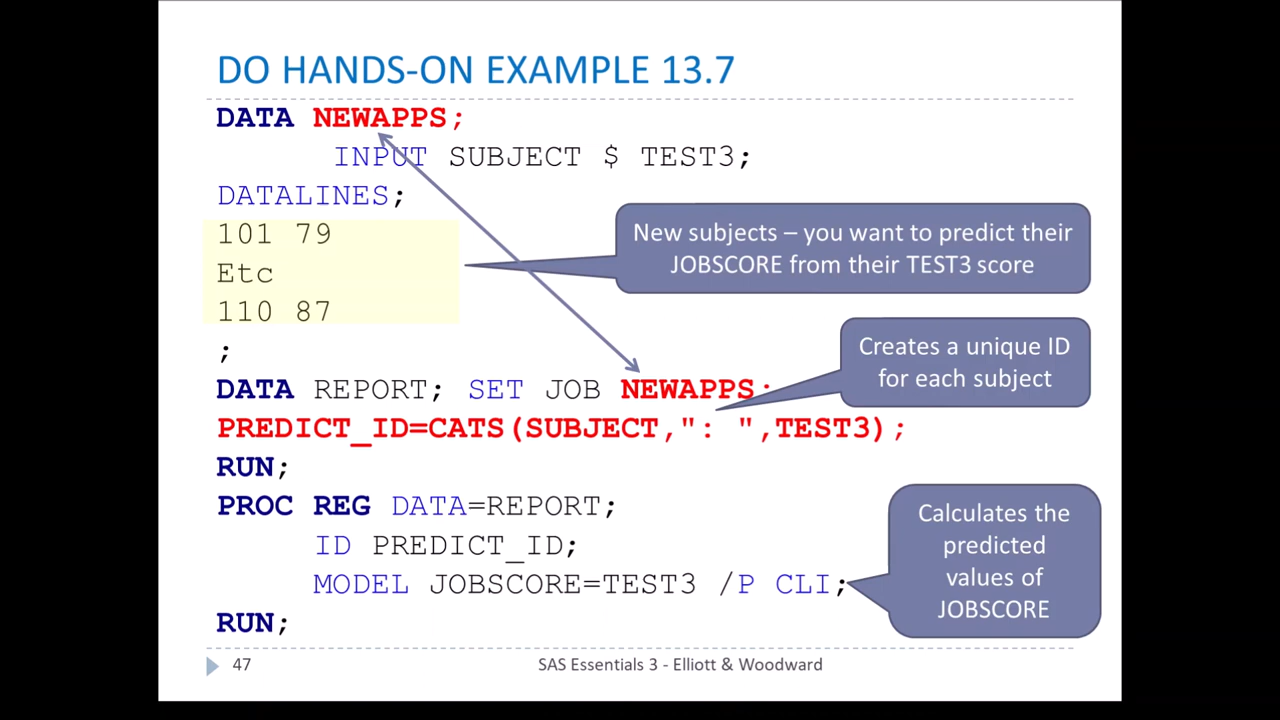 DO HANDS-ON EXAMPLE 13.7
DATA NEWAPPS;
INPUT SUBJECT $ TEST3;
DATALINES;
101 79
Etc
110 87
;
New subjects – you want to predict their
JOBSCORE from their TEST3 score
Creates a unique ID
for each subject
DATA REPORT; SET JOB NEWAPPS;
PREDICT_ID=CATS(SUBJECT,": ",TEST3);
RUN;
PROC REG DATA=REPORT;
ID PREDICT_ID;
MODEL JOBSCORE=TEST3 /P CLI;
RUN;
Calculates the
predicted
values of
JOBSCORE
47
SAS Essentials 3 - Elliott & Woodward